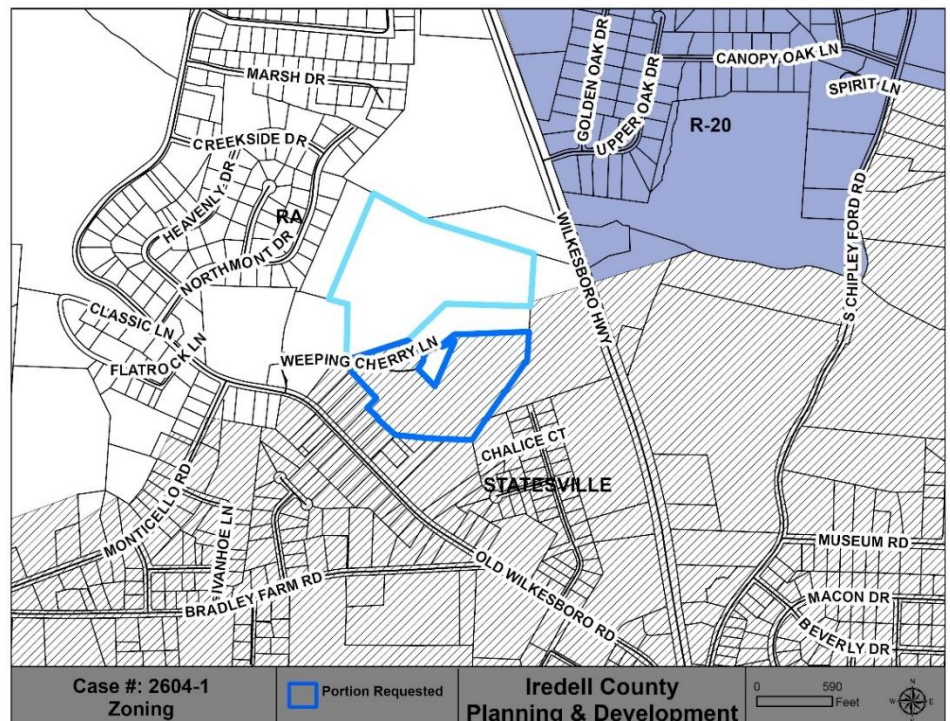 MARSH DR
CREEKSIDE DR
HEAVENLY DR
RA
NORTHMONT DR
CLASSIC LN
FLATROCK LN
WEEPING CHERRY LN
GOLDEN OAK DR
UPPER OAK DR
CANOPY OAK LN
SPIRIT LN
R-20
WILKESBORO HWY
S CHIPLEY FORD RD
CHALICE CT
STATESVILLE
MONTICELLO RD
IVANHOE LN
BRADLEY FARM RD
OLD WILKESBORO RD
MUSEUM RD
MACON DR
BEVERLY DR
Case #: 2604-1
Zoning
Portion Requested
Iredell County
Planning & Development
0 590
Feet
N
W E
S